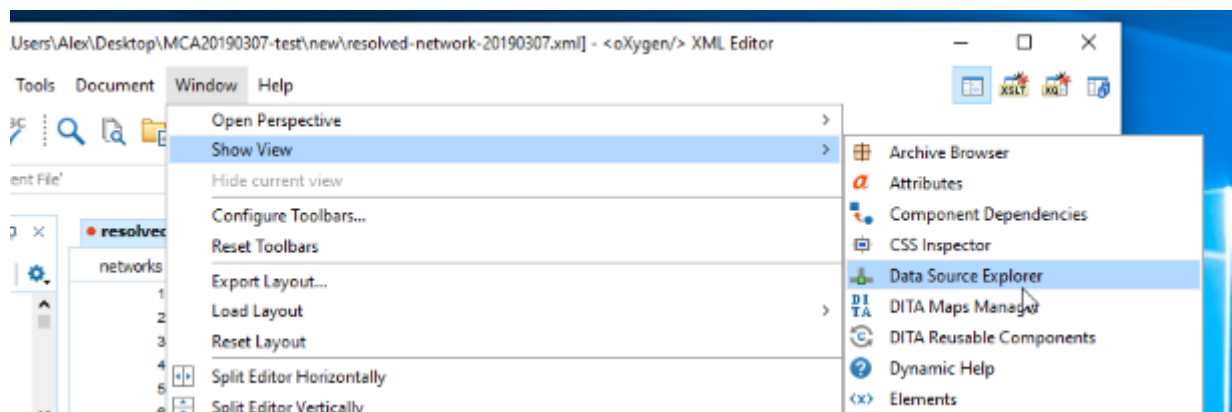 Users\Alex\Desktop\MCA20190307-test\new\resolved-network-20190307.xml] - <oXygen/> XML Editor
Tools Document Window Help
XSLT XQ
Open Perspective
Show View
Hide current view
ent File'
Configure Toolbars...
resolved
Reset Toolbars
networks
Export Layout...
Load Layout
Reset Layout
Split Editor Horizontally
Split Editor Vertically
1
2
3
4
5
6
Archive Browser
Attributes
Component Dependencies
CSS Inspector
Data Source Explorer
DITA DITA Maps Manager
DITA Reusable Components
Dynamic Help
Elements